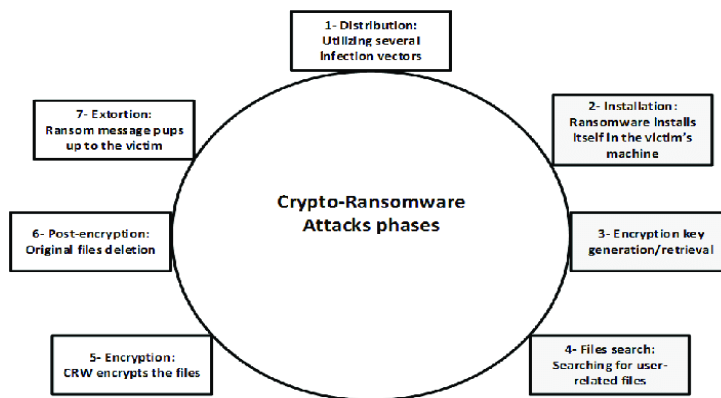 1- Distribution:
Utilizing several
infection vectors
7- Extortion:
Ransom message pups
up to the victim
2- Installation:
Ransomware installs
itself in the victim's
machine
Crypto-Ransomware
Attacks phases
6- Post-encryption:
Original files deletion
3- Encryption key
generation/retrieval
5- Encryption:
CRW encrypts the files
4- Files search:
Searching for user-
related files